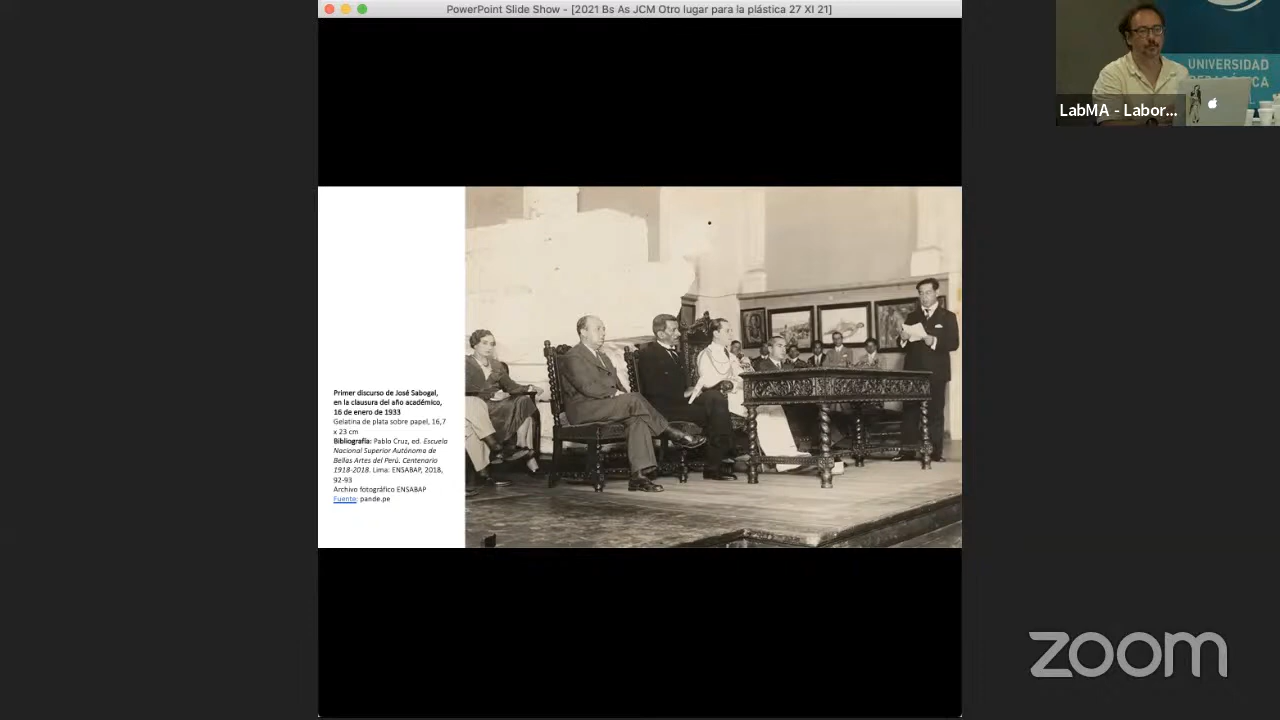 PowerPoint Slide Show - [2021 Bs As JCM Otro lugar para la plástica 27 XI 21]
UNIVERSIDAD
LabMA - Labor...
Primer discurso de José Sabogal,
en la clausura del año académico,
16 de enero de 1933
Gelatina de plata sobre papel, 16,7
x 23 cm
Bibliografía: Pablo Cruz, ed. Escuela
Nacional Superior Autónoma de
Bellas Artes del Perú. Centenario
1918-2018. Lima: ENSABAP, 2018,
92-93
Archivo fotográfico ENSABAP
Fuente: pande.pe
zoom